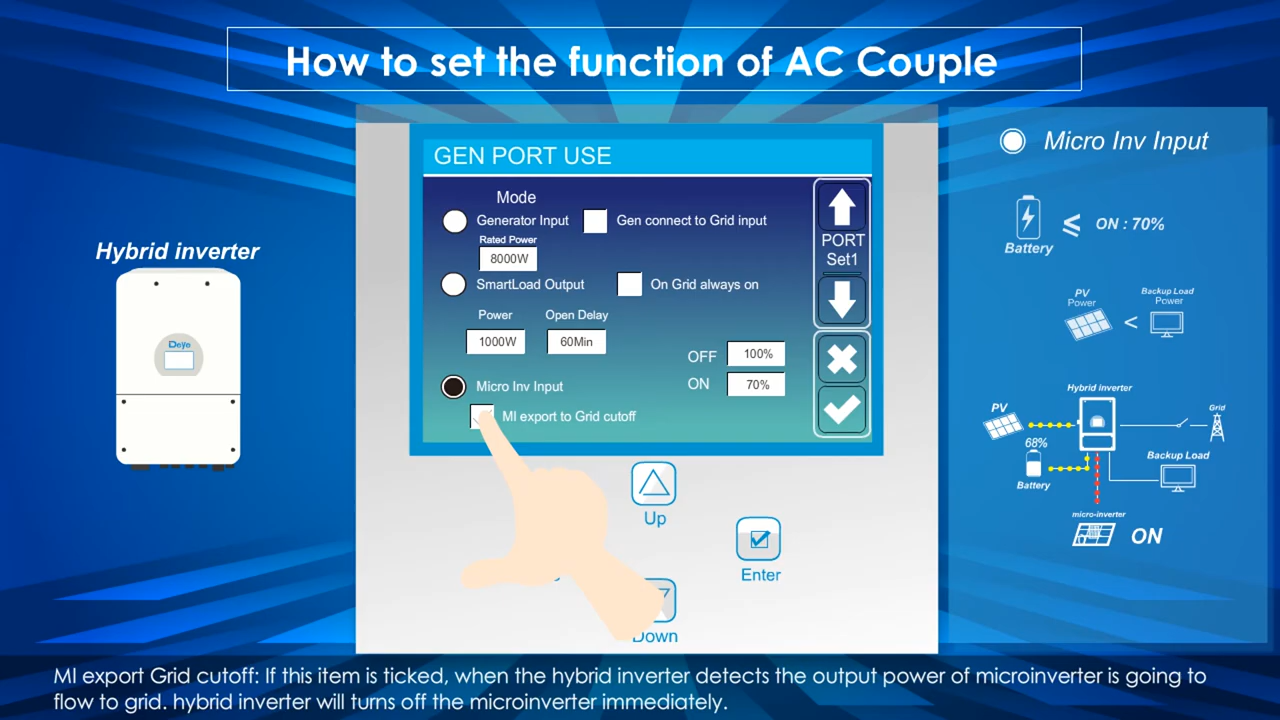 How to set the function of AC Couple
Hybrid inverter
Deye
GEN PORT USE
Mode
Generator Input
Gen connect to Grid input
Rated Power
8000W
SmartLoad Output
On Grid always on
Power
Open Delay
1000W
60Min
OFF
100%
Micro Inv Input
ON
70%
MI export to Grid cutoff
PORT
Set1
Up
Enter
Down
Micro Inv Input
Battery
≤
ON : 70%
PV
Power
<
Backup Load
Power
Hybrid inverter
PV
Grid
68%
Battery
Backup Load
micro-inverter
ON
MI export Grid cutoff: If this item is ticked, when the hybrid inverter detects the output power of microinverter is going to
flow to grid. hybrid inverter will turns off the microinverter immediately.